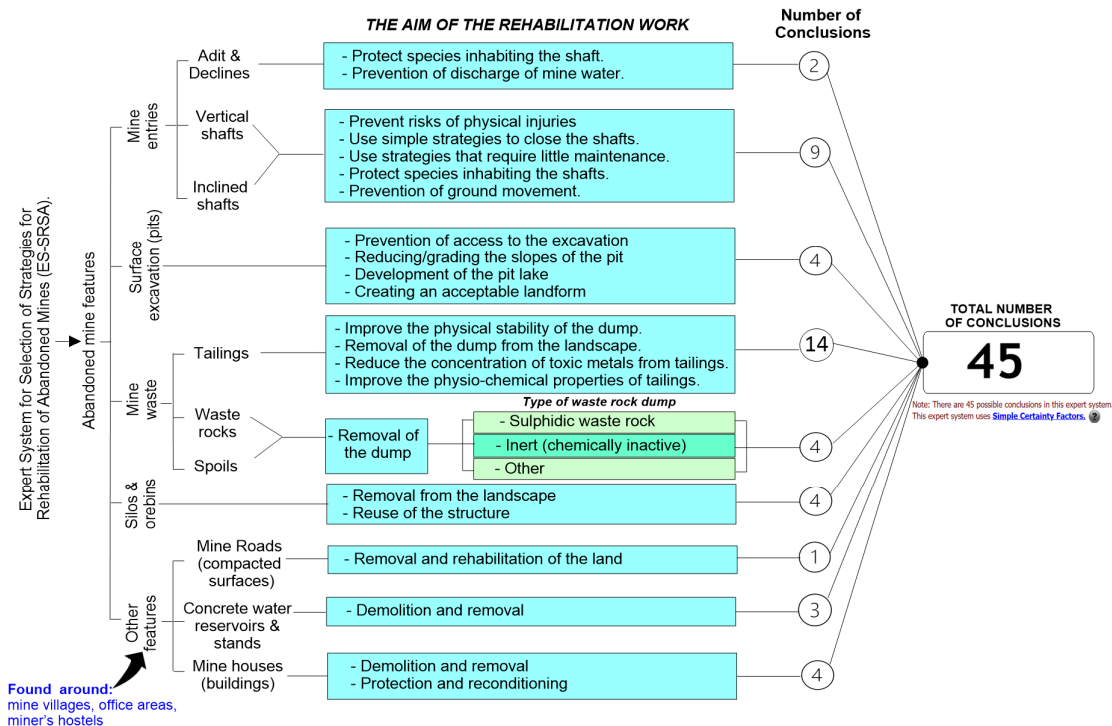 THE AIM OF THE REHABILITATION WORK
Number of
Conclusions
Expert System for Selection of Strategies for
Rehabilitation of Abandoned Mines (ES-SRSA).
Abandoned mine features
Mine
entries
Adit &
Declines
- Protect species inhabiting the shaft.
- Prevention of discharge of mine water.
2
Vertical
shafts
Inclined
shafts
- Prevent risks of physical injuries
- Use simple strategies to close the shafts.
- Use strategies that require little maintenance.
- Protect species inhabiting the shafts.
- Prevention of ground movement.
9
Surface
excavation (pits)
- Prevention of access to the excavation
- Reducing/grading the slopes of the pit
- Development of the pit lake
- Creating an acceptable landform
4
Mine
waste
Tailings
- Improve the physical stability of the dump.
- Removal of the dump from the landscape.
- Reduce the concentration of toxic metals from tailings.
- Improve the physio-chemical properties of tailings.
14
Waste
rocks
Spoils
- Removal of
the dump
Type of waste rock dump
- Sulphidic waste rock
- Inert (chemically inactive)
- Other
4
Silos &
orebins
- Removal from the landscape
- Reuse of the structure
4
Other
features
Mine Roads
(compacted
surfaces)
- Removal and rehabilitation of the land
1
Concrete water
reservoirs &
stands
- Demolition and removal
3
Mine houses
(buildings)
- Demolition and removal
- Protection and reconditioning
4
Found around:
mine villages, office areas,
miner's hostels
TOTAL NUMBER
OF CONCLUSIONS
45
Note: There are 45 possible conclusions in this expert system
This expert system uses Simple Certainty Factors. ?